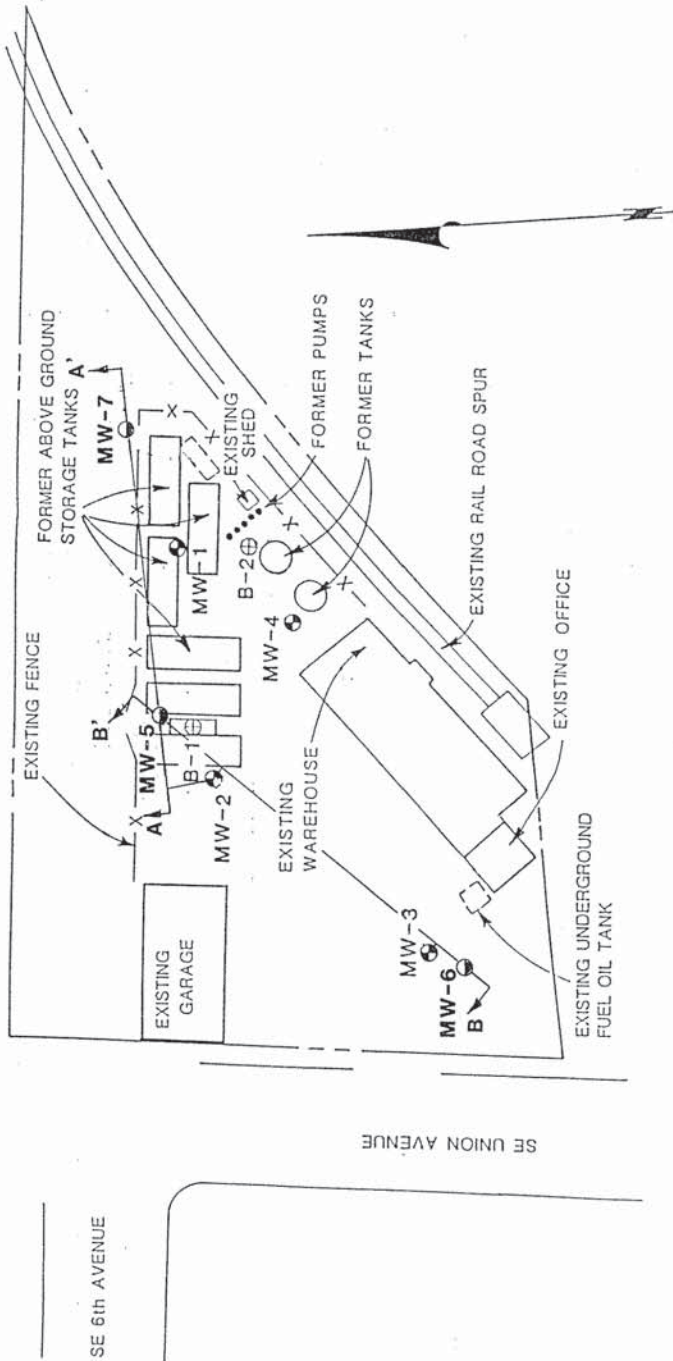 FORMER ABOVE GROUND
STORAGE TANKS
A'
MW-7
EXISTING FENCE
B'
MW-5
B-1
A
MW-2
MW-1
EXISTING
SHED
B-2
MW-4
FORMER PUMPS
FORMER TANKS
EXISTING
GARAGE
EXISTING
WAREHOUSE
EXISTING RAIL ROAD SPUR
EXISTING OFFICE
MW-3
MW-6
B
EXISTING UNDERGROUND
FUEL OIL TANK
SE UNION AVENUE
SE 6th AVENUE
X
X
X
X
X
X
X
X
N